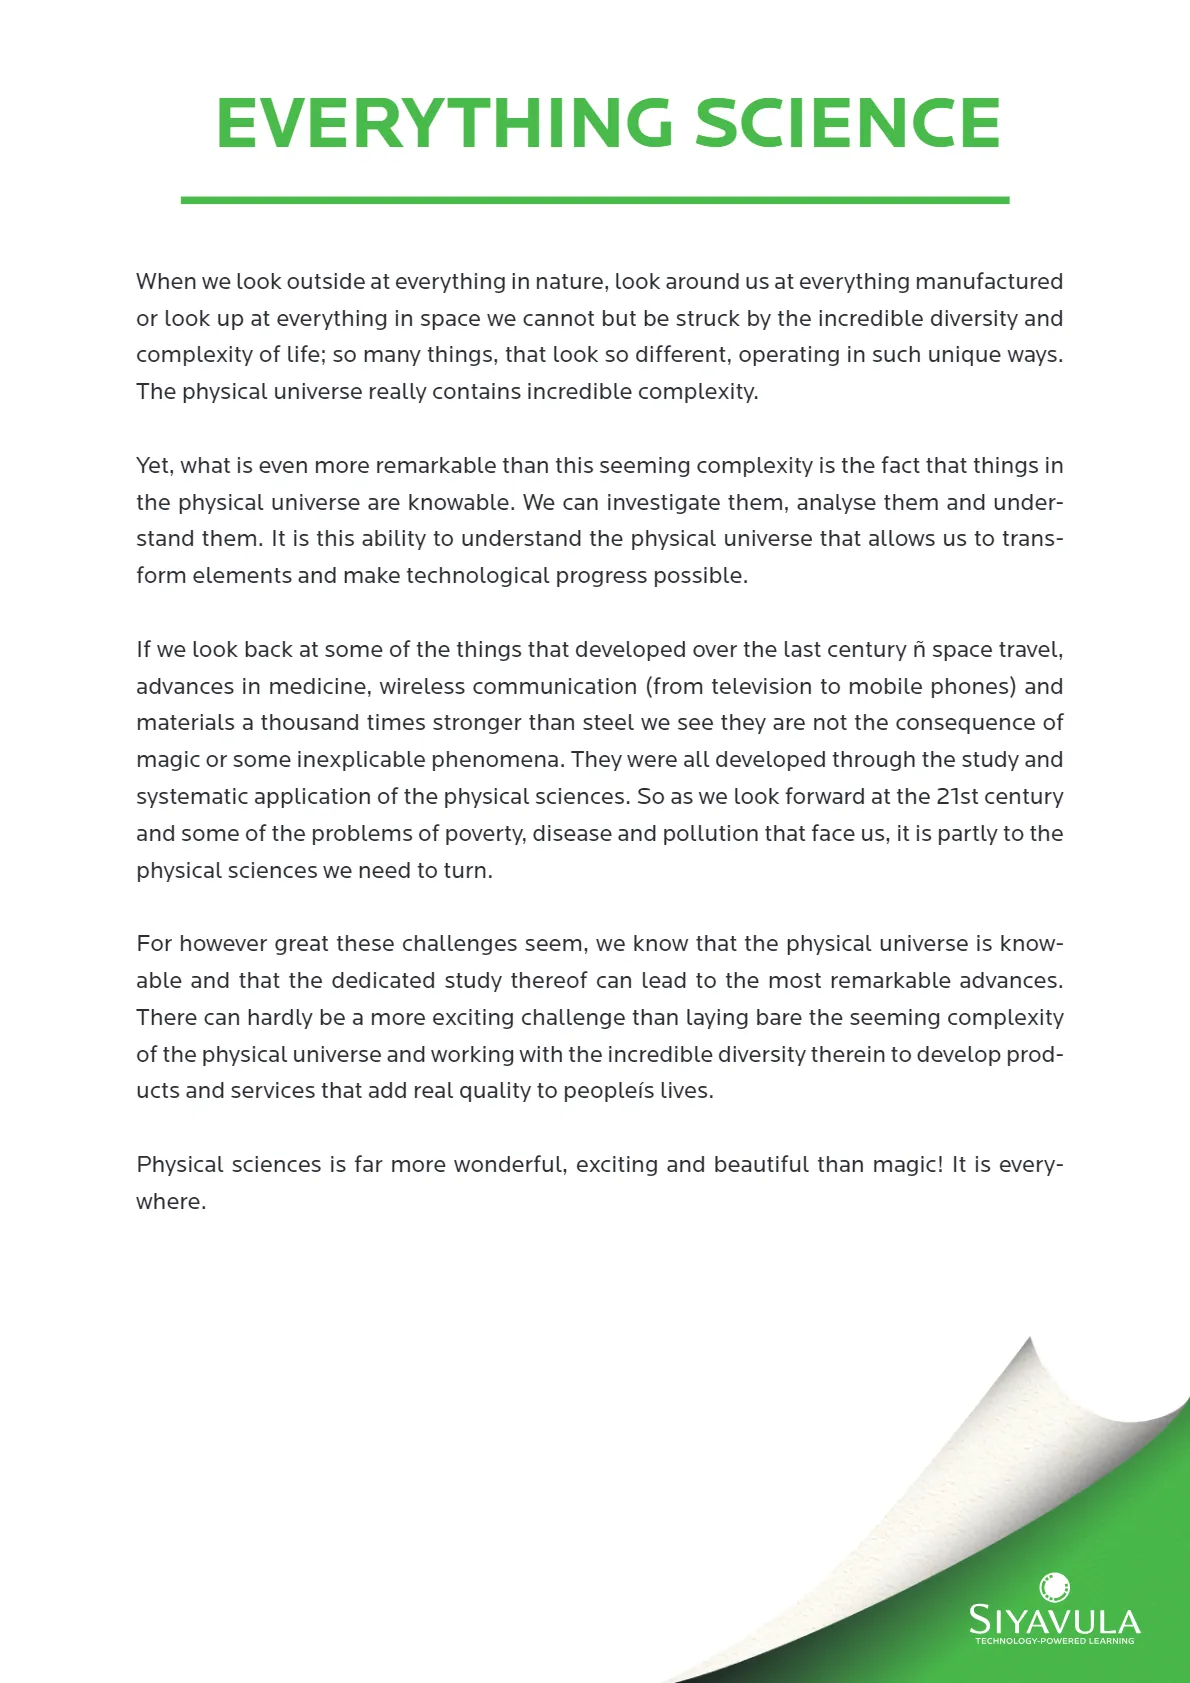 EVERYTHING SCIENCE
When we look outside at everything in nature, look around us at everything manufactured
or look up at everything in space we cannot but be struck by the incredible diversity and
complexity of life; so many things, that look so different, operating in such unique ways.
The physical universe really contains incredible complexity.
Yet, what is even more remarkable than this seeming complexity is the fact that things in
the physical universe are knowable. We can investigate them, analyse them and under-
stand them. It is this ability to understand the physical universe that allows us to trans-
form elements and make technological progress possible.
If we look back at some of the things that developed over the last century ñ space travel,
advances in medicine, wireless communication (from television to mobile phones) and
materials a thousand times stronger than steel we see they are not the consequence of
magic or some inexplicable phenomena. They were all developed through the study and
systematic application of the physical sciences. So as we look forward at the 21st century
and some of the problems of poverty, disease and pollution that face us, it is partly to the
physical sciences we need to turn.
For however great these challenges seem, we know that the physical universe is know-
able and that the dedicated study thereof can lead to the most remarkable advances.
There can hardly be a more exciting challenge than laying bare the seeming complexity
of the physical universe and working with the incredible diversity therein to develop prod-
ucts and services that add real quality to peopleís lives.
Physical sciences is far more wonderful, exciting and beautiful than magic! It is every-
where.
SIYAVULA
TECHNOLOGY-POWERED LEARNING